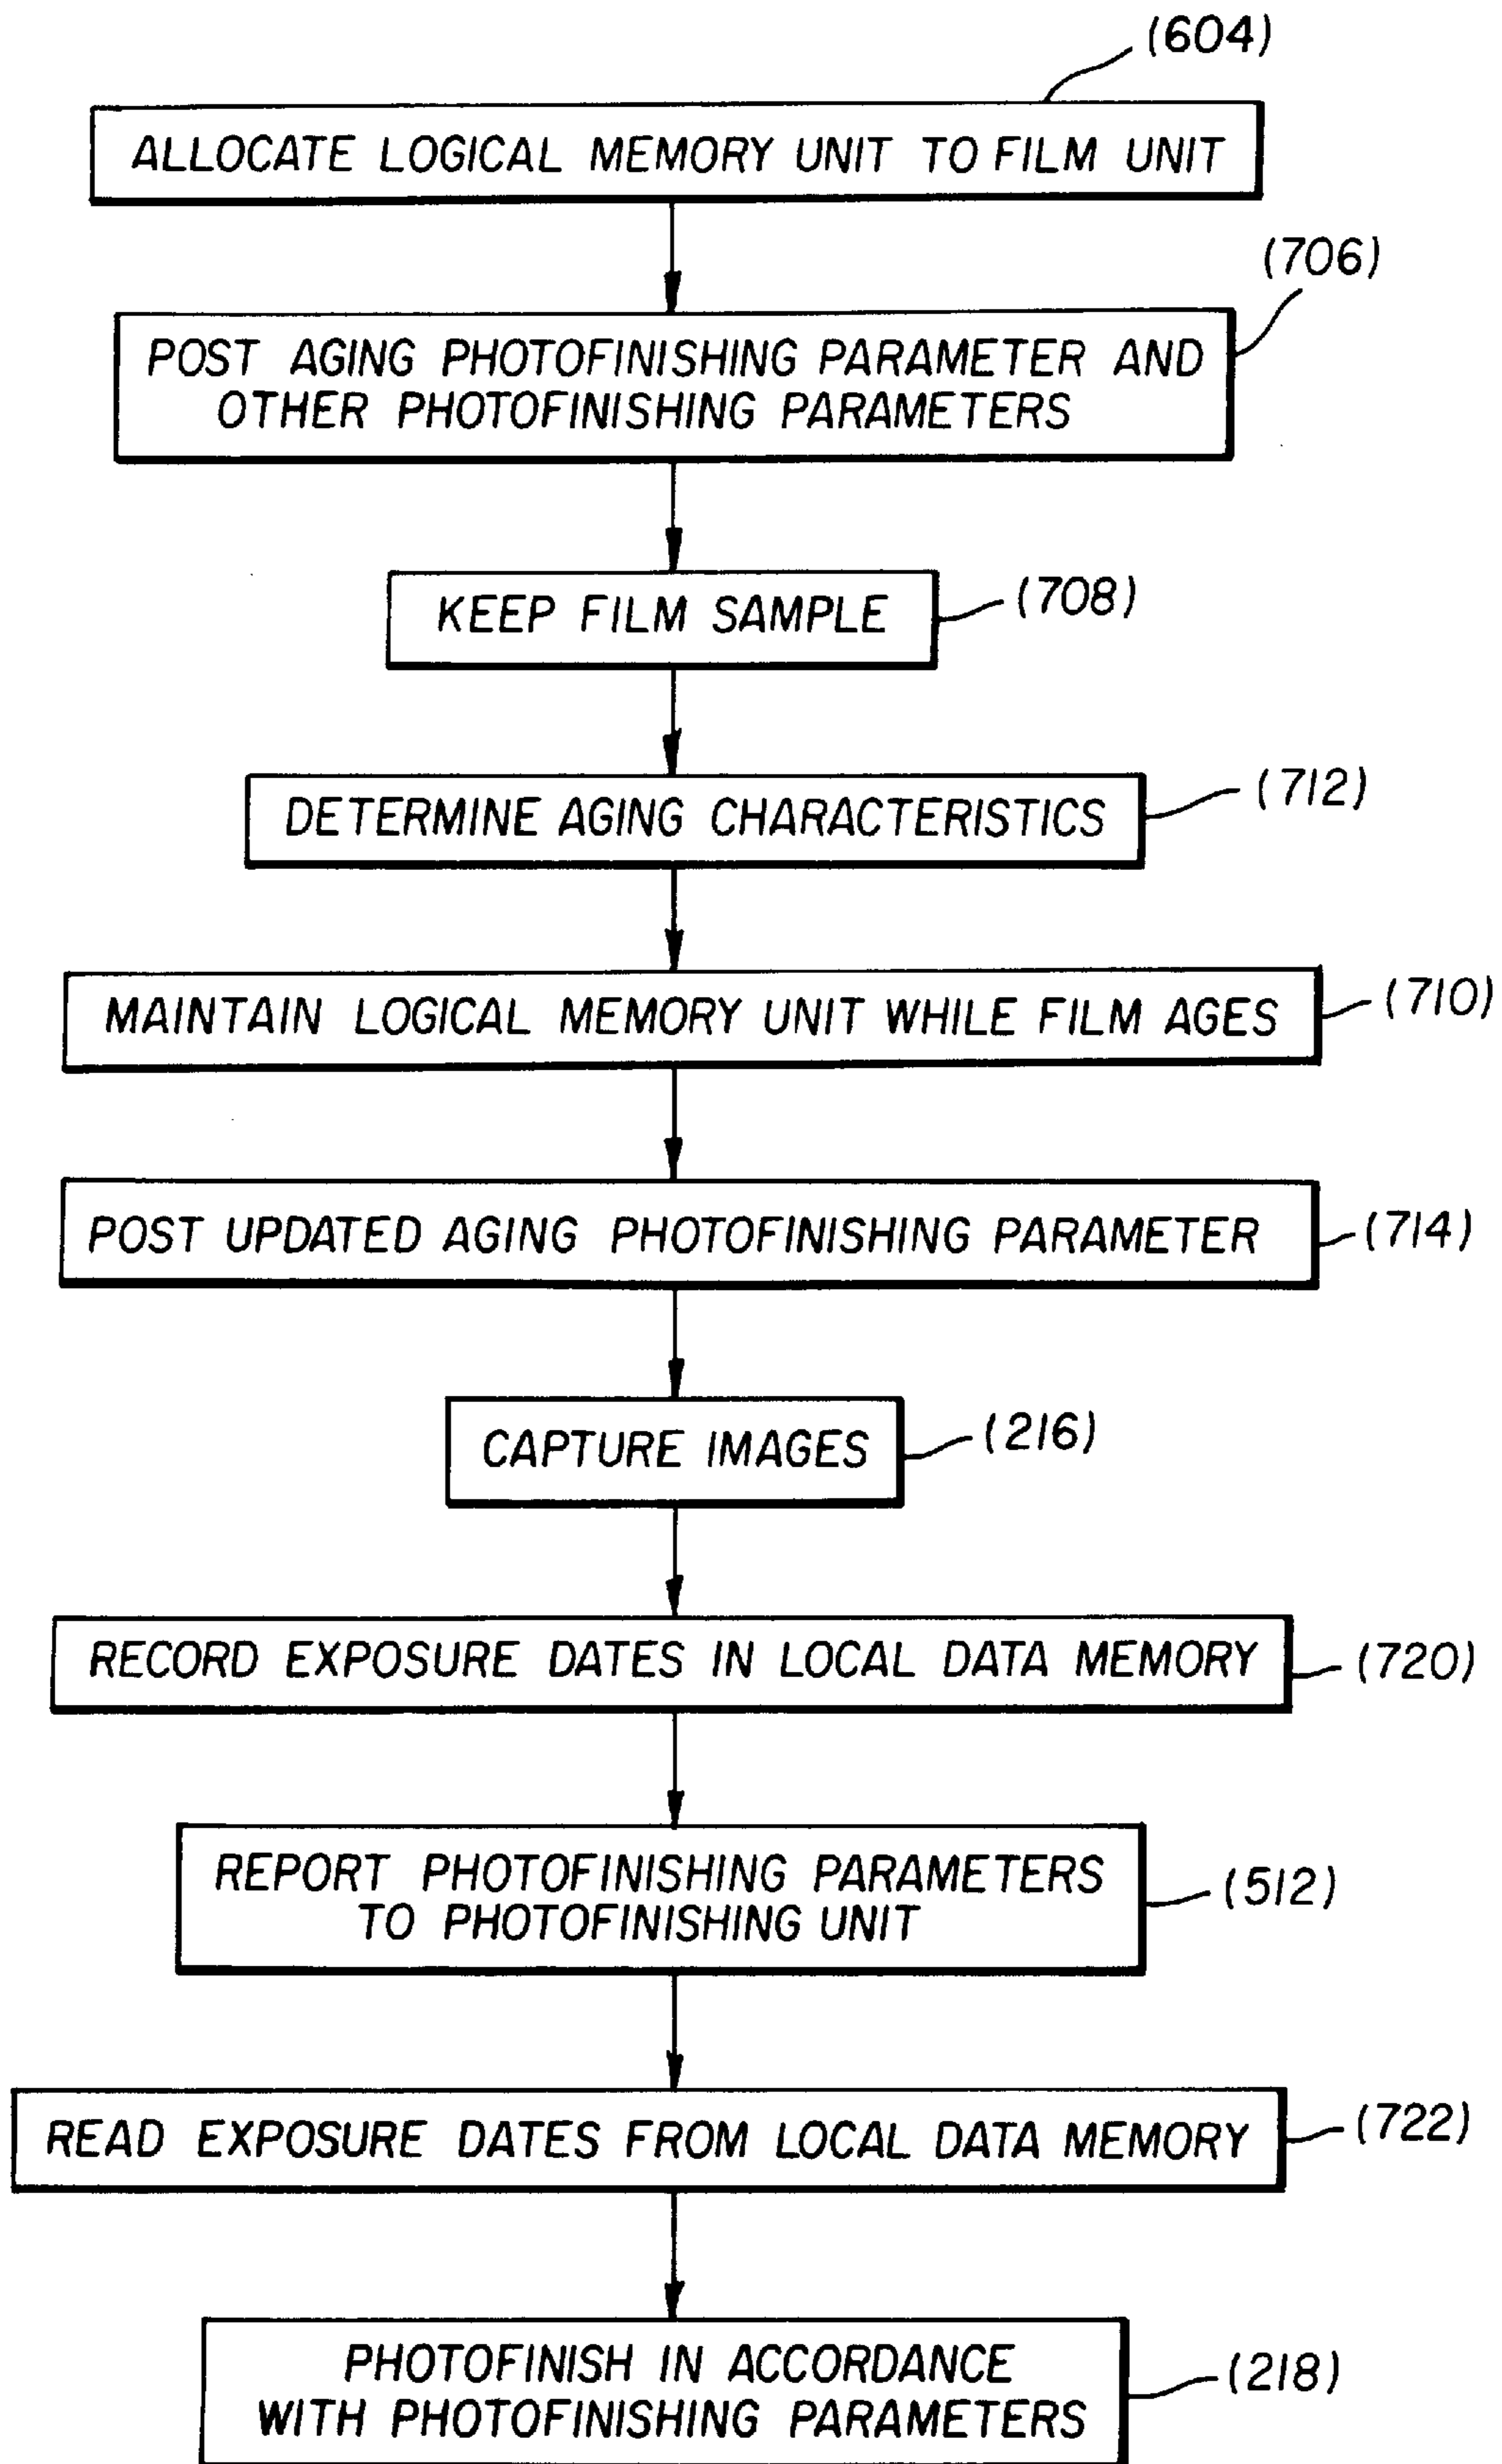 (604)
ALLOCATE LOGICAL MEMORY UNIT TO FILM UNIT
(706)
POST AGING PHOTOFINISHING PARAMETER AND
OTHER PHOTOFINISHING PARAMETERS
KEEP FILM SAMPLE
(708)
DETERMINE AGING CHARACTERISTICS
(712)
MAINTAIN LOGICAL MEMORY UNIT WHILE FILM AGES
(710)
POST UPDATED AGING PHOTOFINISHING PARAMETER
(714)
CAPTURE IMAGES
(216)
RECORD EXPOSURE DATES IN LOCAL DATA MEMORY
(720)
REPORT PHOTOFINISHING PARAMETERS
TO PHOTOFINISHING UNIT
(512)
READ EXPOSURE DATES FROM LOCAL DATA MEMORY
(722)
PHOTOFINISH IN ACCORDANCE
WITH PHOTOFINISHING PARAMETERS
(218)